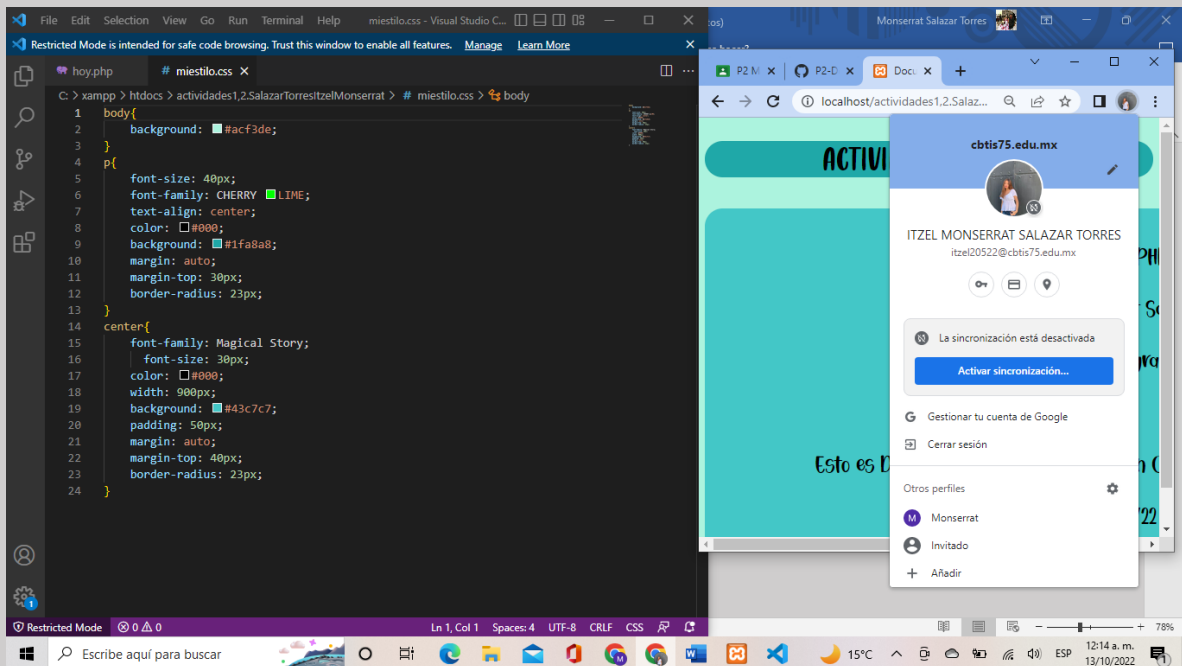 File Edit Selection View Go Run Terminal Help miestilo.css - Visual Studio C...
Restricted Mode is intended for safe code browsing. Trust this window to enable all features. Manage Learn More
hoy.php # miestilo.css
C: > xampp > htdocs > actividades1,2.SalazarTorresItzelMonserrat > # miestilo.css > body
1 body{
2 background: #acf3de;
3 }
4 p{
5 font-size: 40px;
6 font-family: CHERRY LIME;
7 text-align: center;
8 color: #000;
9 background: #1fa8a8;
10 margin: auto;
11 margin-top: 30px;
12 border-radius: 23px;
13 }
14 center{
15 font-family: Magical Story;
16 font-size: 30px;
17 color: #000;
18 width: 900px;
19 background: #43c7c7;
20 padding: 50px;
21 margin: auto;
22 margin-top: 40px;
23 border-radius: 23px;
24 }
1
Restricted Mode 0 0 Ln 1, Col 1 Spaces: 4 UTF-8 CRLF CSS
Monserrat Salazar Torres
P2 M P2-D Docu
localhost/actividades1,2.Salaz...
ACTIVI
Esto es D
cbtis75.edu.mx
ITZEL MONSERRAT SALAZAR TORRES
itzel20522@cbtis75.edu.mx
La sincronización está desactivada
Activar sincronización...
Gestionar tu cuenta de Google
Cerrar sesión
Otros perfiles
M Monserrat
Invitado
+ Añadir
78%
Escribe aquí para buscar
15°C ESP 12:14 a. m.
13/10/2022